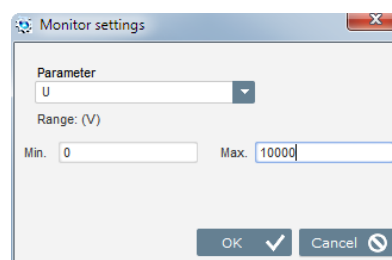 Monitor settings
Parameter
U
Range: (V)
Min. 0 Max. 10000
OK Cancel